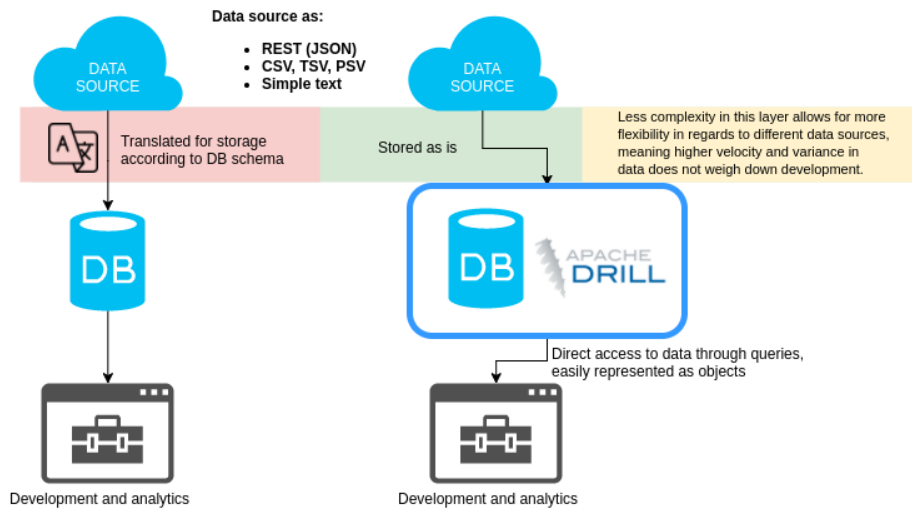 Data source as:
• REST (JSON)
• CSV, TSV, PSV
• Simple text
DATA
SOURCE
DATA
SOURCE
A
文
Translated for storage
according to DB schema
Stored as is
Less complexity in this layer allows for more
flexibility in regards to different data sources,
meaning higher velocity and variance in
data does not weigh down development.
DB
DB
APACHE
DRILL
Direct access to data through queries,
easily represented as objects
Development and analytics
Development and analytics